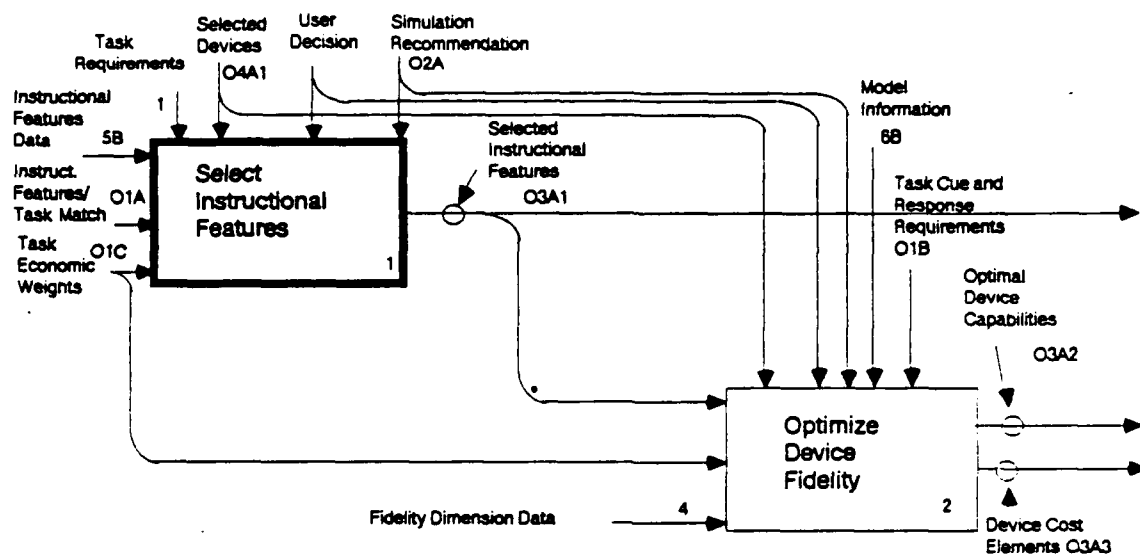 Task
Requirements
1
Selected
Devices
O4A1
User
Decision
Simulation
Recommendation
O2A
Instructional
Features
Data
5B
Instruct.
Features/
Task Match
O1A
Task
Economic
Weights
O1C
Select
Instructional
Features
1
Selected
Instructional
Features
O3A1
Model
Information
6B
Task Cue and
Response
Requirements
O1B
Optimal
Device
Capabilities
O3A2
Optimize
Device
Fidelity
2
Fidelity Dimension Data
4
Device Cost
Elements O3A3